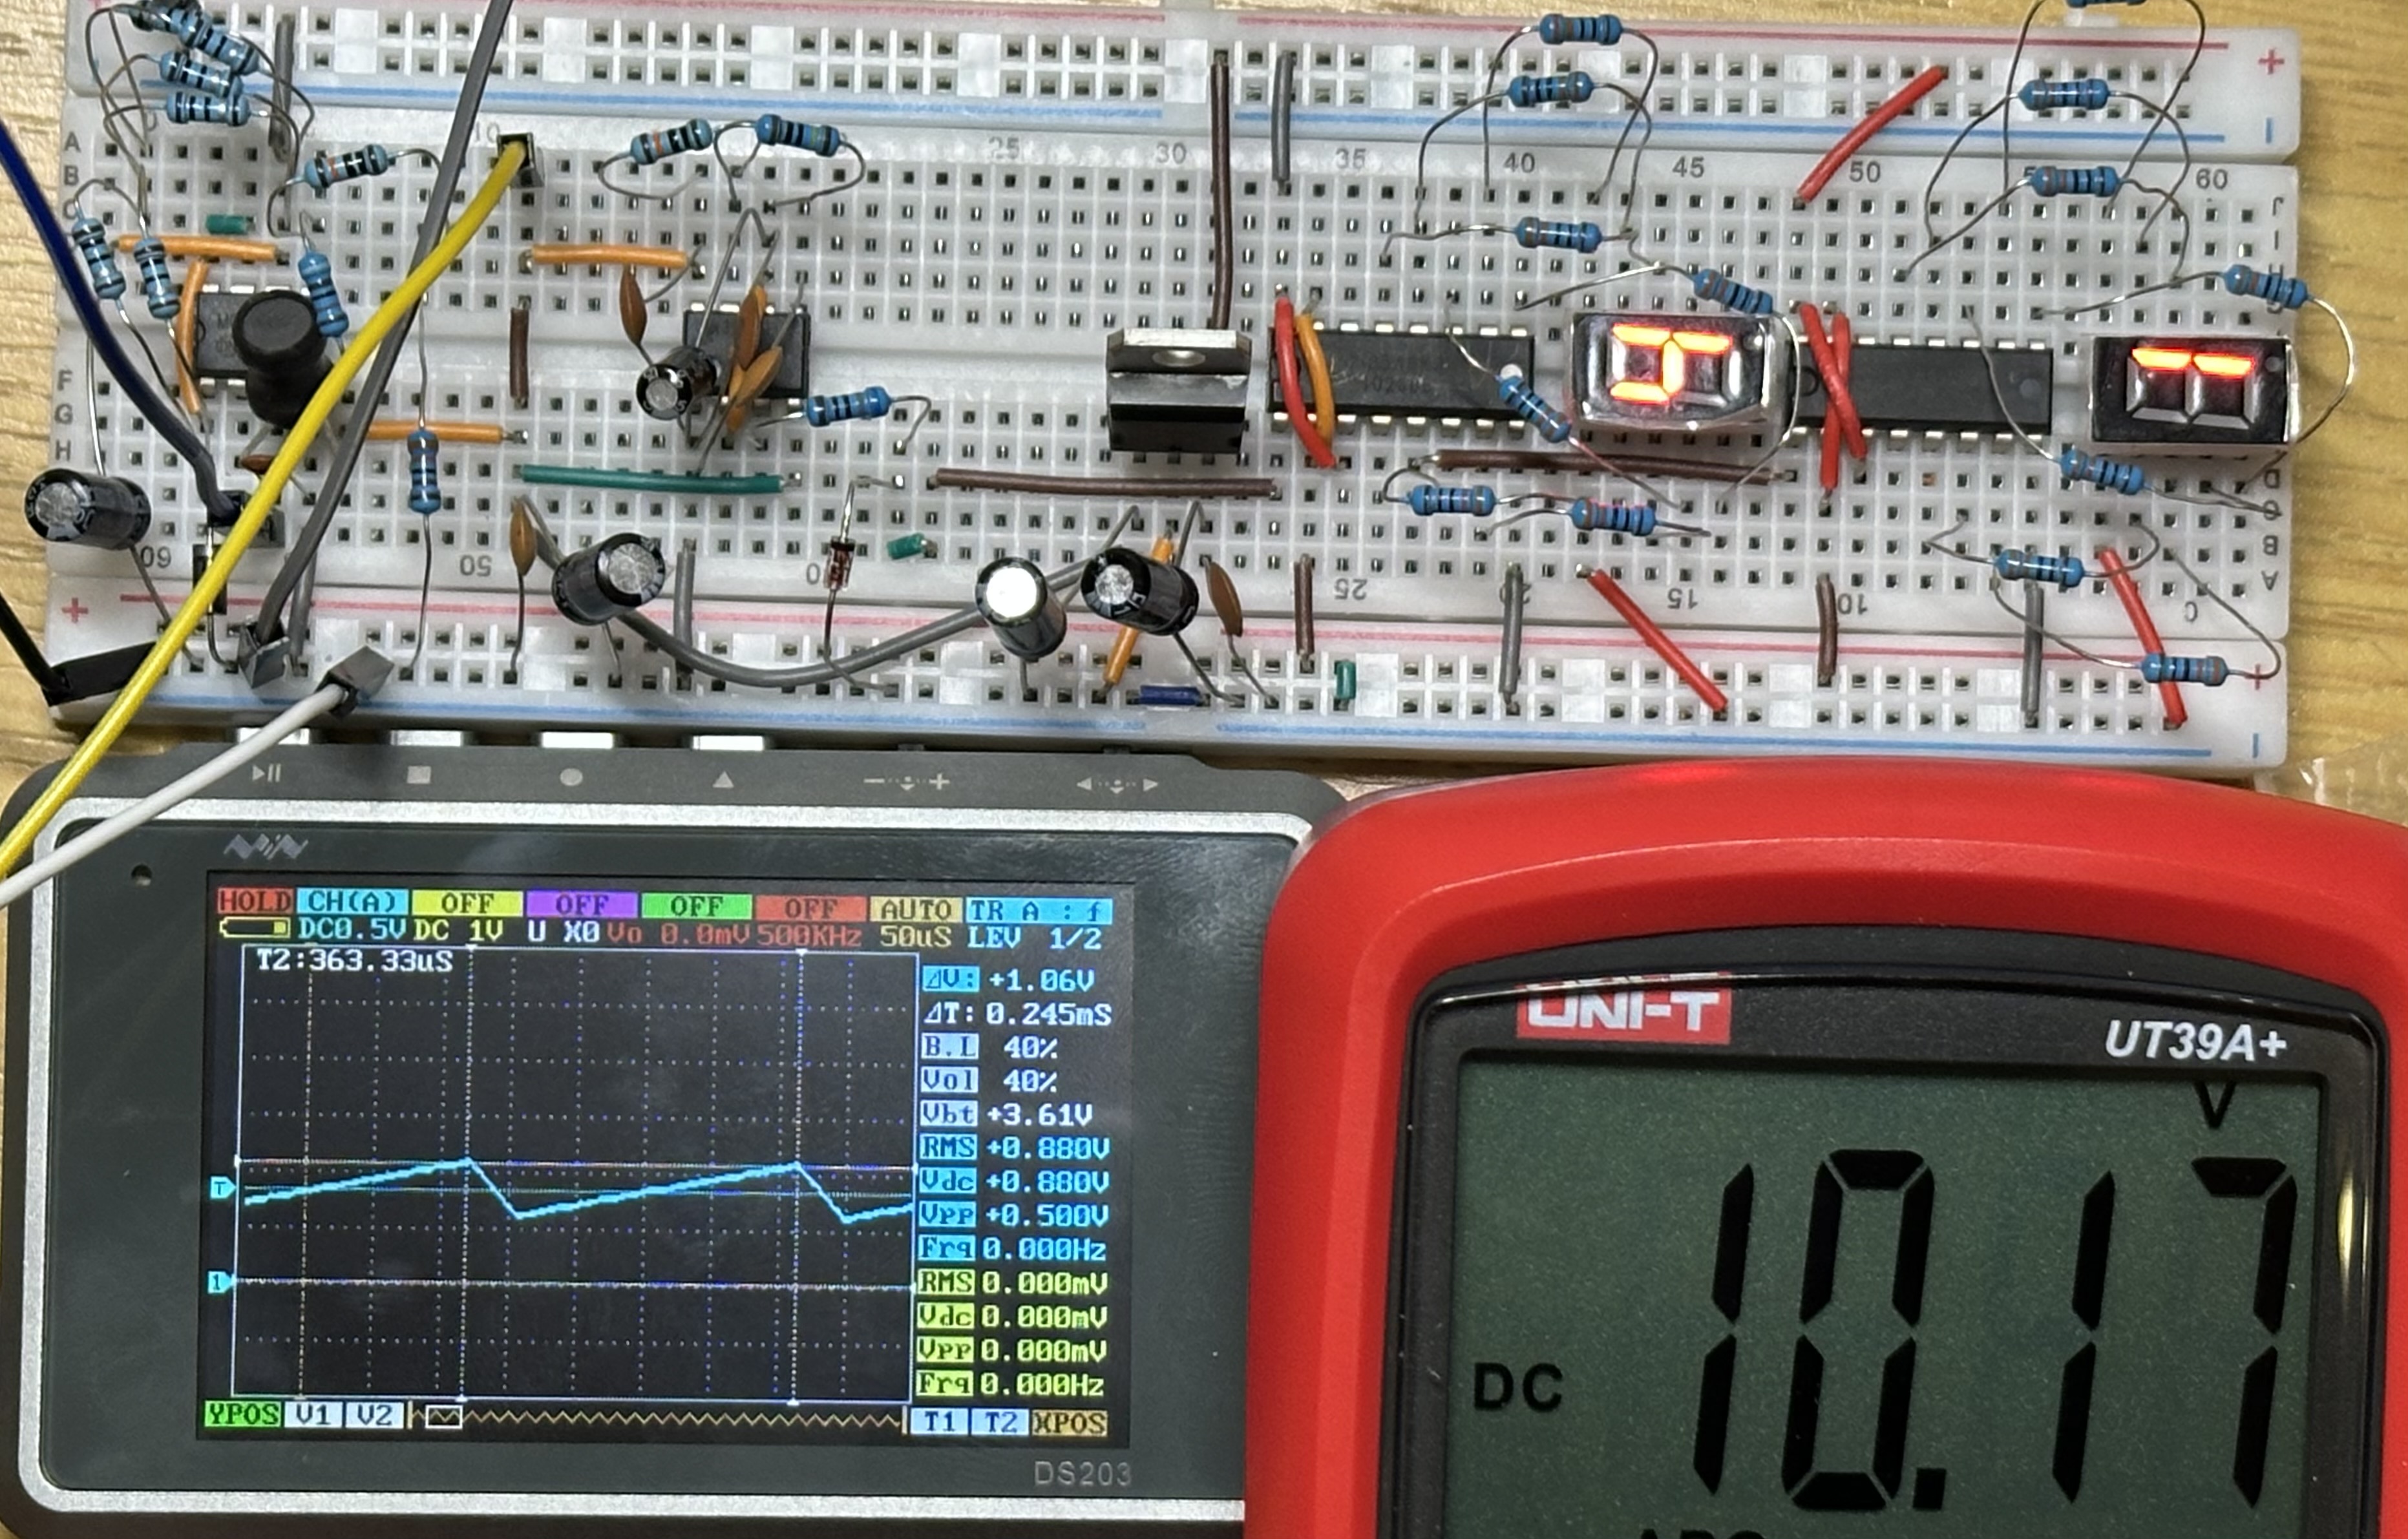 +
10
25
30
35
40
45
50
60
A
B
C
J
I
F
G
H
D
C
B
A
60
50
25
20
15
10
+
+
HOLD CH(A) OFF OFF OFF OFF AUTO TR A : f
DC0.5V DC 1V U X0 Vo 0.0mV 500KHz 50uS LEV 1/2
T2:363.33uS
⊿V: +1.06V
⊿T: 0.245mS
B.L 40%
Vol 40%
Vbt +3.61V
RMS +0.880V
Vdc +0.880V
Vpp +0.500V
Frq 0.000Hz
RMS 0.000mV
Vdc 0.000mV
Vpp 0.000mV
Frq 0.000Hz
T
1
YPOS V1 V2 T1 T2 XPOS
DS203
UNI-T
UT39A+
V
DC 10.17